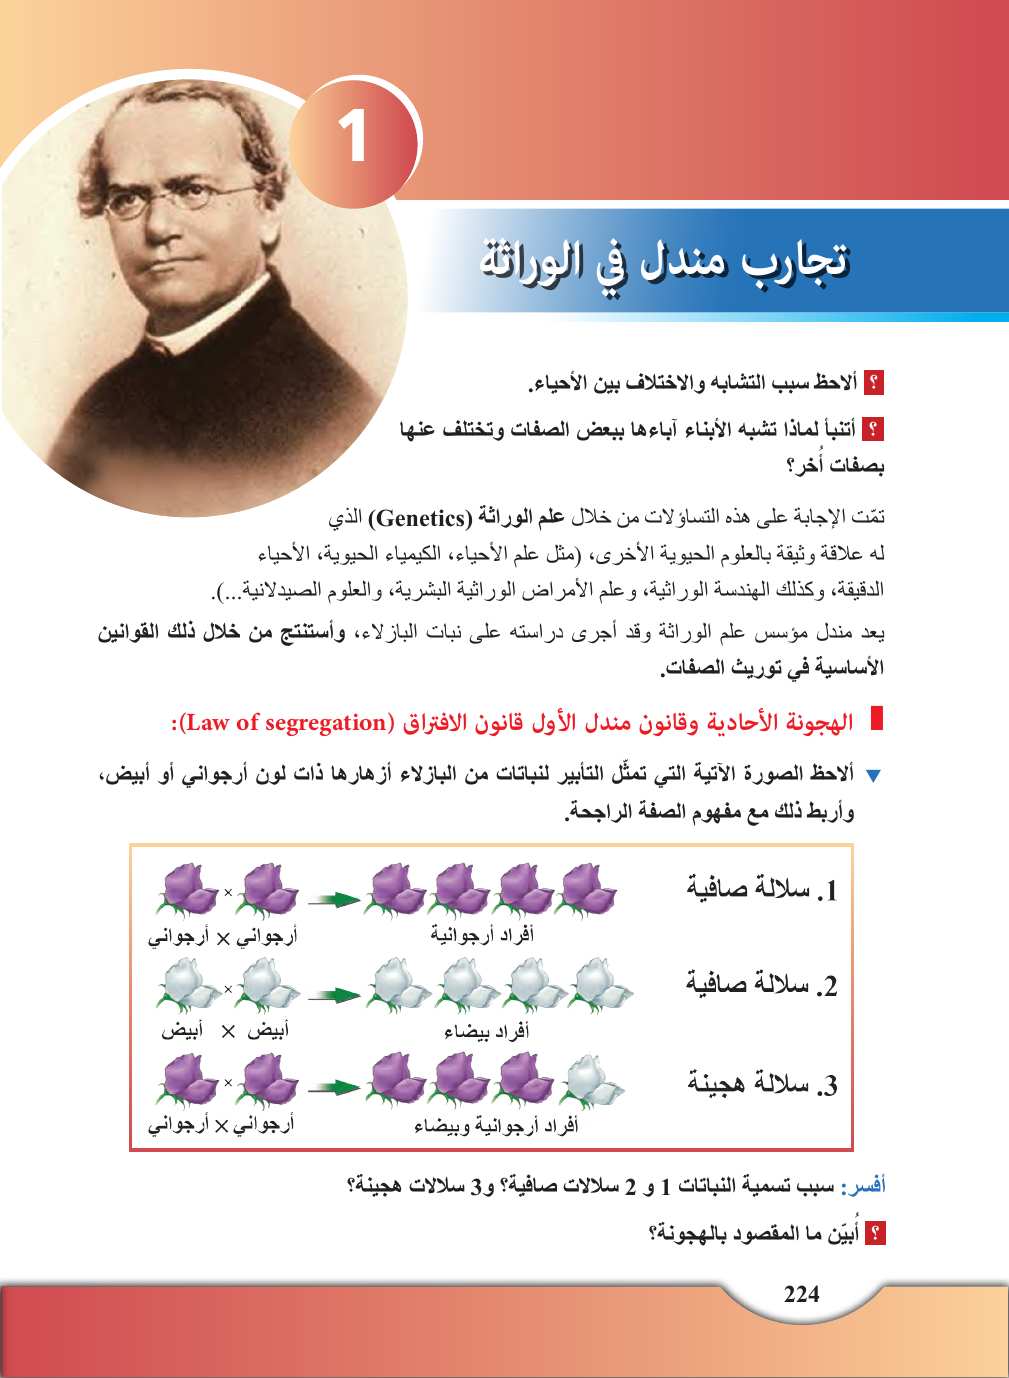 1
تجارب مندل في الوراثة
؟ ألاحظ سبب التشابه والاختلاف بين الأحياء.
؟ أتنبأ لماذا تشبه الأبناء آباءها ببعض الصفات وتختلف عنها
بصفات أُخر؟
تمّت الإجابة على هذه التساؤلات من خلال علم الوراثة (Genetics) الذي
له علاقة وثيقة بالعلوم الحيوية الأخرى، (مثل علم الأحياء، الكيمياء الحيوية، الأحياء
الدقيقة، وكذلك الهندسة الوراثية، وعلم الأمراض الوراثية البشرية، والعلوم الصيدلانية...).
يعد مندل مؤسس علم الوراثة وقد أجرى دراسته على نبات البازلاء، وأستنتج من خلال ذلك القوانين
الأساسية في توريث الصفات.
الهجونة الأحادية وقانون مندل الأول قانون الافتراق (Law of segregation):
ألاحظ الصورة الآتية التي تمثّل التأبير لنباتات من البازلاء أزهارها ذات لون أرجواني أو أبيض،
وأربط ذلك مع مفهوم الصفة الراجحة.
1. سلالة صافية
×
أفراد أرجوانية
أرجواني × أرجواني
2. سلالة صافية
×
أفراد بيضاء
أبيض × أبيض
3. سلالة هجينة
×
أفراد أرجوانية وبيضاء
أرجواني × أرجواني
أفسر: سبب تسمية النباتات 1 و 2 سلالات صافية؟ و3 سلالات هجينة؟
؟ أُبيّن ما المقصود بالهجونة؟
224